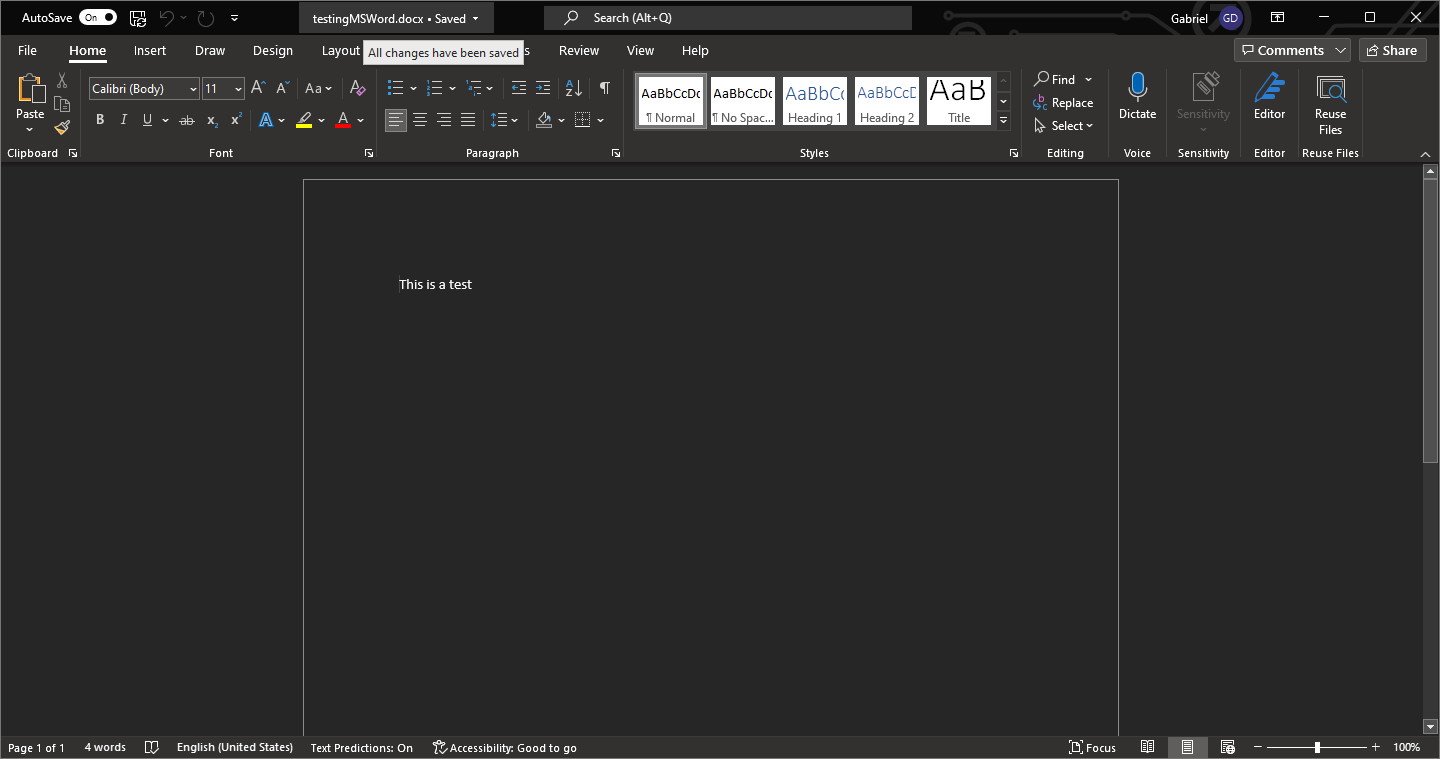 AutoSave On testingMSWord.docx • Saved Search (Alt+Q) Gabriel GD
File Home Insert Draw Design Layout All changes have been saved s Review View Help Comments Share
Calibri (Body) 11 Aa
Paste
B I U ab x₂ x² A A
Clipboard Font Paragraph
AaBbCcDc AaBbCcDc AaBbCc AaBbCcD AaB
¶ Normal ¶ No Spac... Heading 1 Heading 2 Title
Styles
Find
Replace
Select
Editing
Dictate
Voice
Sensitivity
Sensitivity
Editor
Editor
Reuse
Files
Reuse Files
This is a test
Page 1 of 1 4 words English (United States) Text Predictions: On Accessibility: Good to go Focus 100%